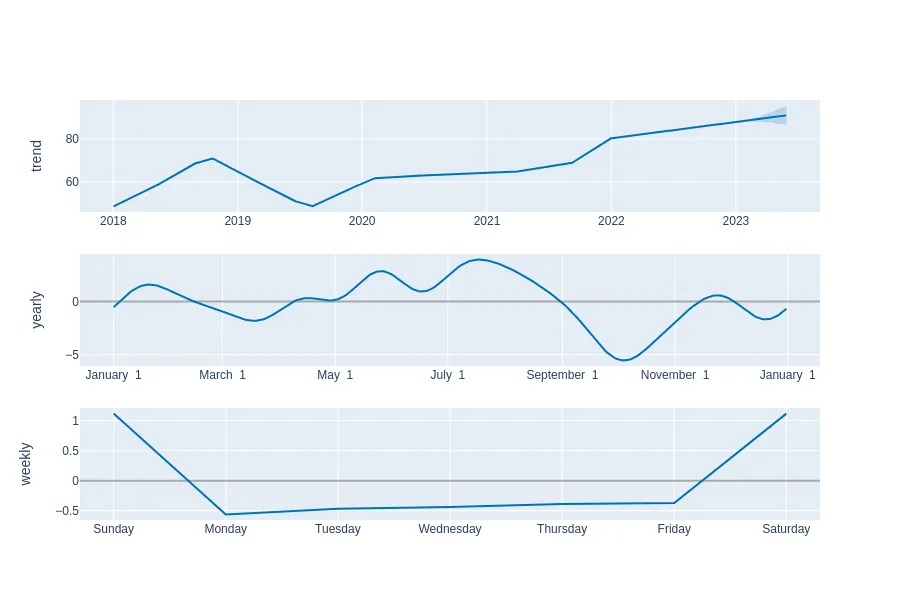 trend
80
60
2018 2019 2020 2021 2022 2023
yearly
0
−5
January 1 March 1 May 1 July 1 September 1 November 1 January 1
weekly
1
0.5
0
−0.5
Sunday Monday Tuesday Wednesday Thursday Friday Saturday